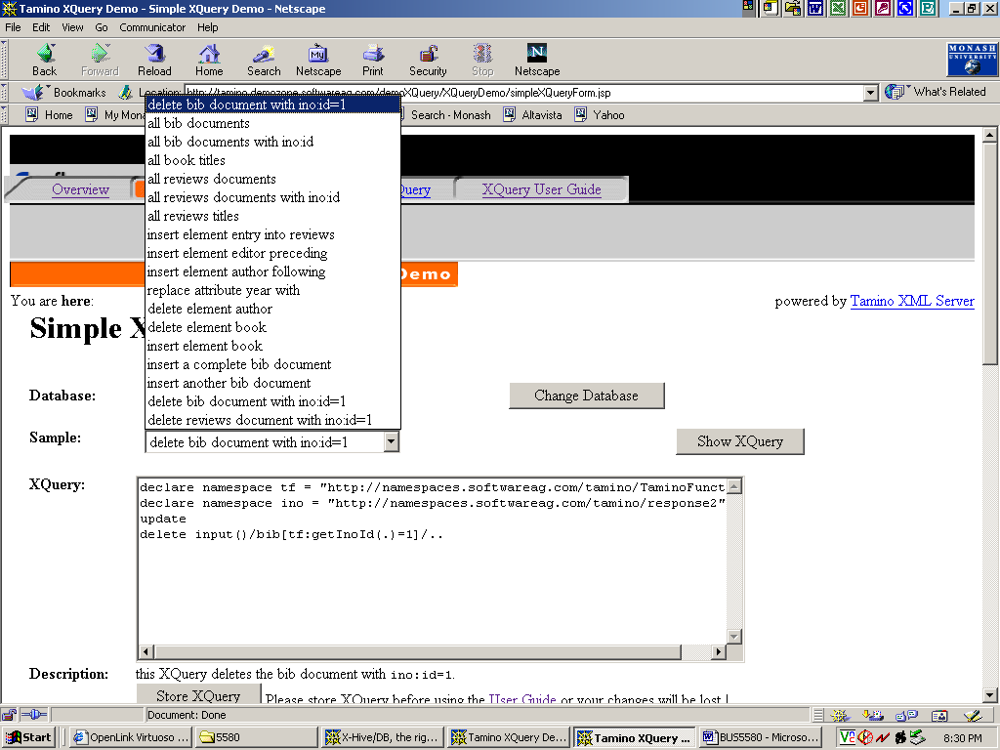 Tamino XQuery Demo - Simple XQuery Demo - Netscape
File Edit View Go Communicator Help
Back Forward Reload Home Search Netscape Print Security Stop Netscape
MONASH UNIVERSITY
Bookmarks Location: http://tamino.demozone.softwareag.com/demoXQuery/XQueryDemo/simpleXQueryForm.jsp What's Related
Home My Mona Search - Monash Altavista Yahoo
delete bib document with ino:id=1
all bib documents
all bib documents with ino:id
all book titles
all reviews documents
all reviews documents with ino:id
all reviews titles
insert element entry into reviews
insert element editor preceding
insert element author following
replace attribute year with
delete element author
delete element book
insert element book
insert a complete bib document
insert another bib document
delete bib document with ino:id=1
delete reviews document with ino:id=1
Overview Query XQuery User Guide
Demo
You are here: powered by Tamino XML Server
Simple X
Database: Change Database
Sample: delete bib document with ino:id=1 Show XQuery
XQuery:
declare namespace tf = "http://namespaces.softwareag.com/tamino/TaminoFunct
declare namespace ino = "http://namespaces.softwareag.com/tamino/response2"
update
delete input()/bib[tf:getInoId(.)=1]/..
Description: this XQuery deletes the bib document with ino:id=1.
Store XQuery Please store XQuery before using the User Guide or your changes will be lost !
Document: Done
Start OpenLink Virtuoso ... 5580 X-Hive/DB, the rig... Tamino XQuery De... Tamino XQuery ... BUS5580 - Microso... 8:30 PM